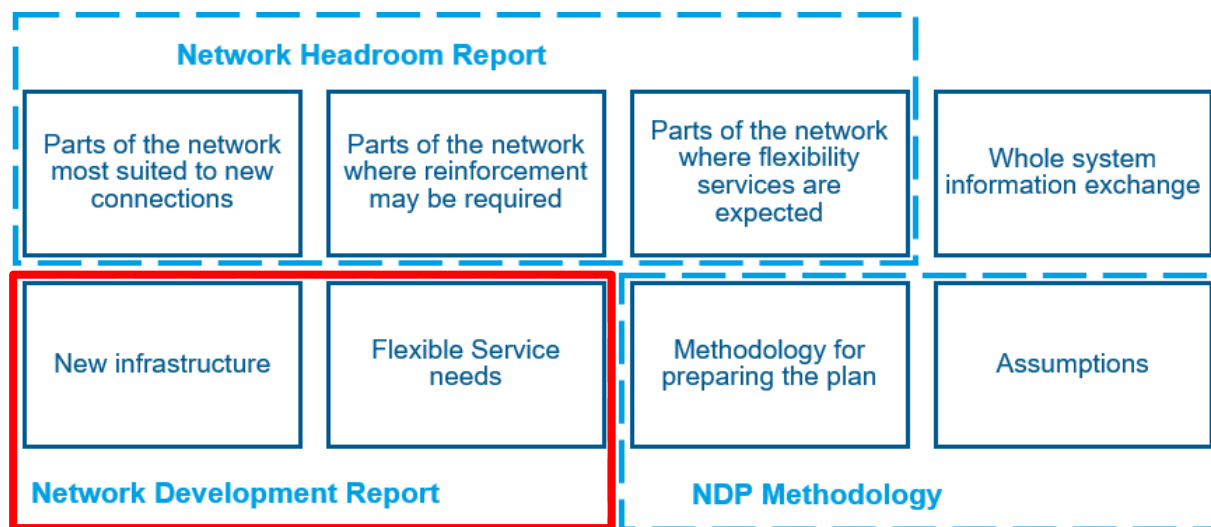 Network Headroom Report
Parts of the network
most suited to new
connections
Parts of the network
where reinforcement
may be required
Parts of the network
where flexibility
services are
expected
Whole system
information exchange
New infrastructure
Flexible Service
needs
Methodology for
preparing the plan
Assumptions
Network Development Report
NDP Methodology